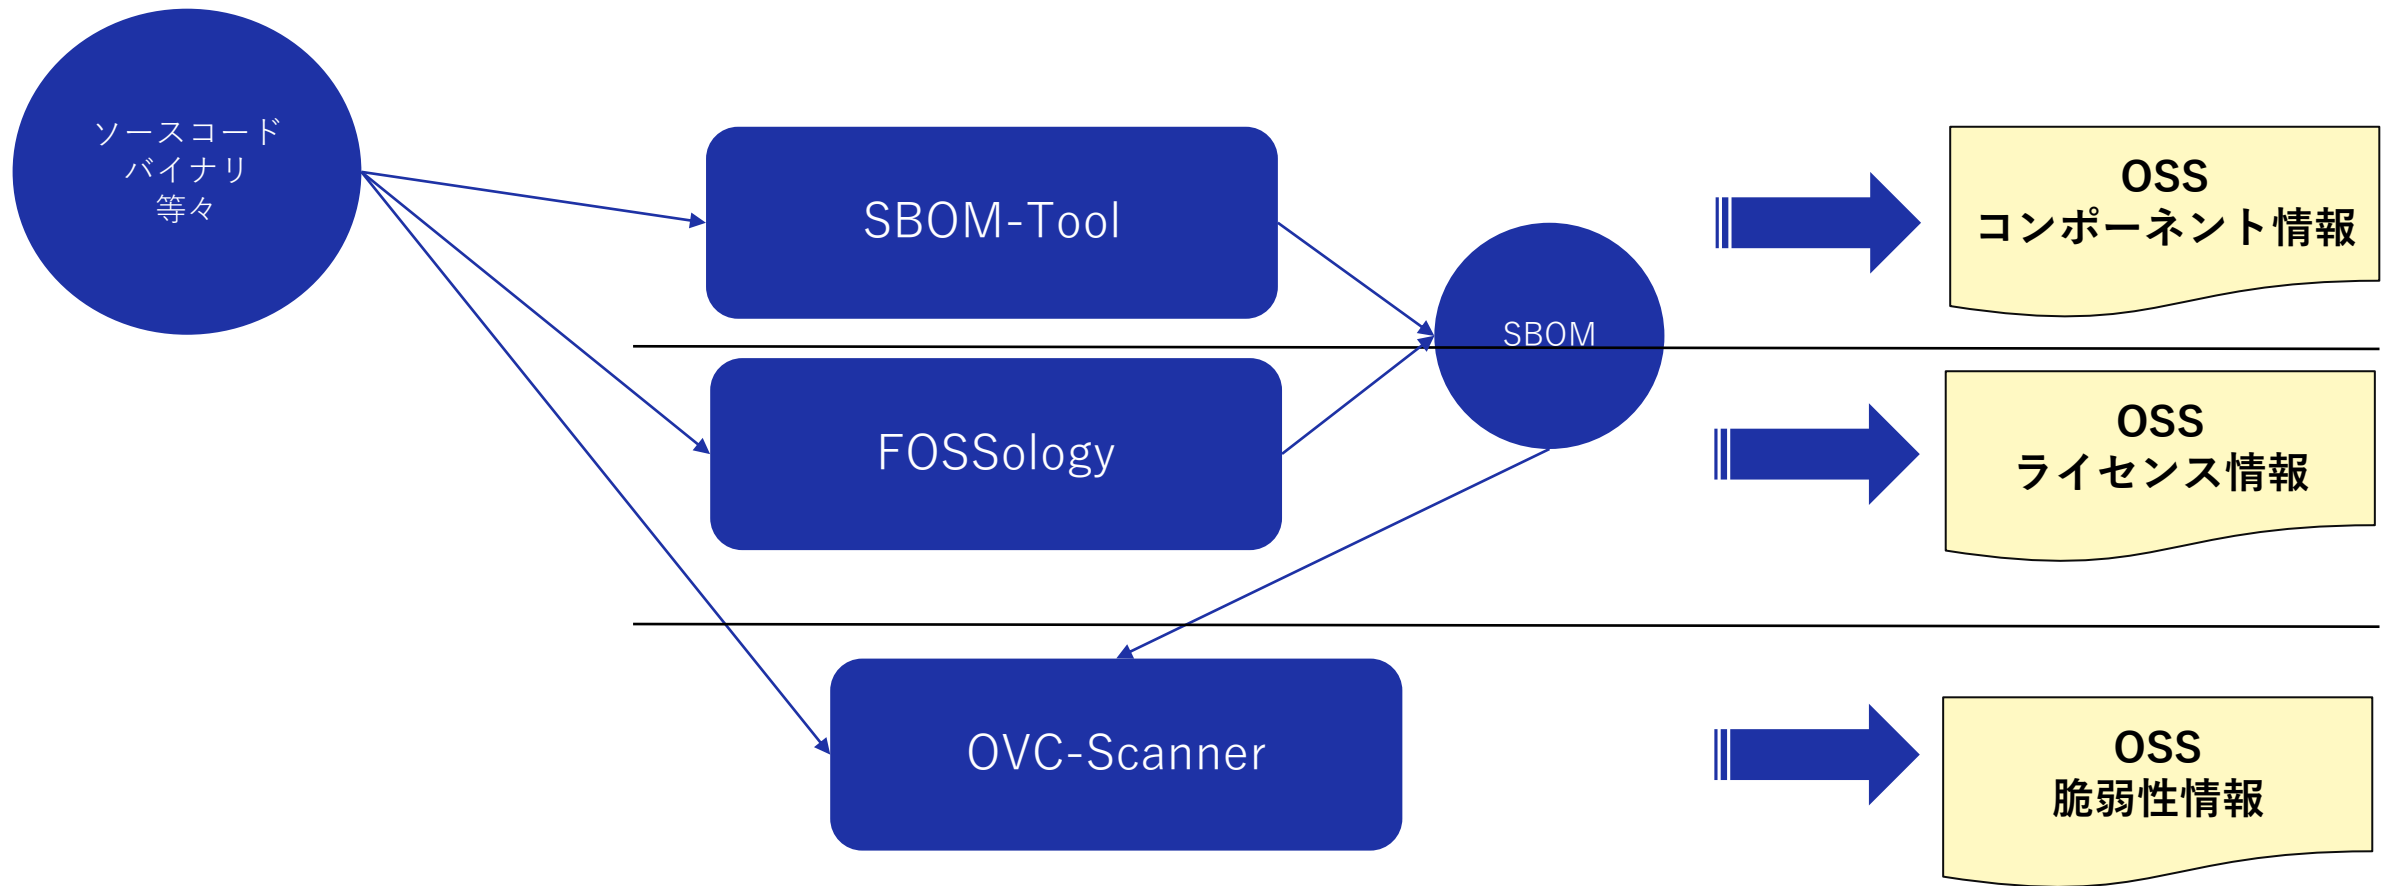 ソースコード
バイナリ
等々
SBOM-Tool
OSS
コンポーネント情報
SBOM
FOSSology
OSS
ライセンス情報
OVC-Scanner
OSS
脆弱性情報